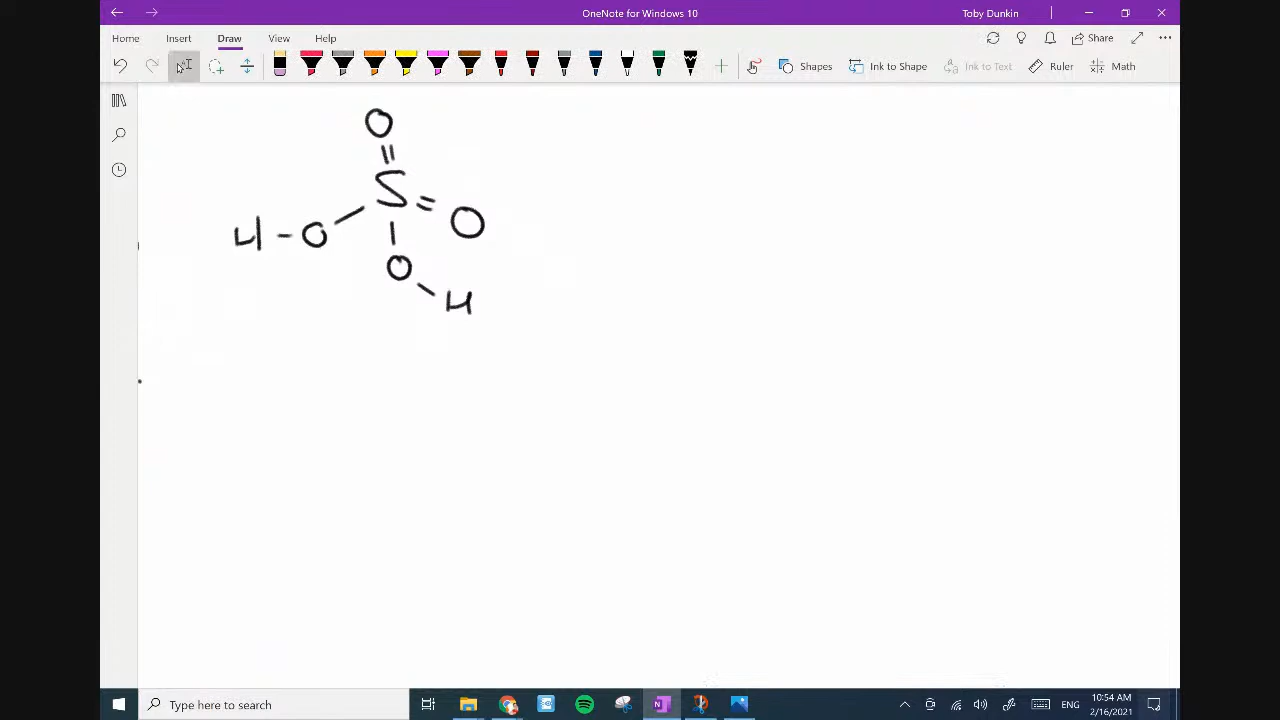 OneNote for Windows 10
Toby Dunkin
Home Insert Draw View Help
Share
Shapes Ink to Shape Ink to Text Ruler Math
O
=
S = O
H - O
O
H
Type here to search
ENG
10:54 AM
2/16/2021